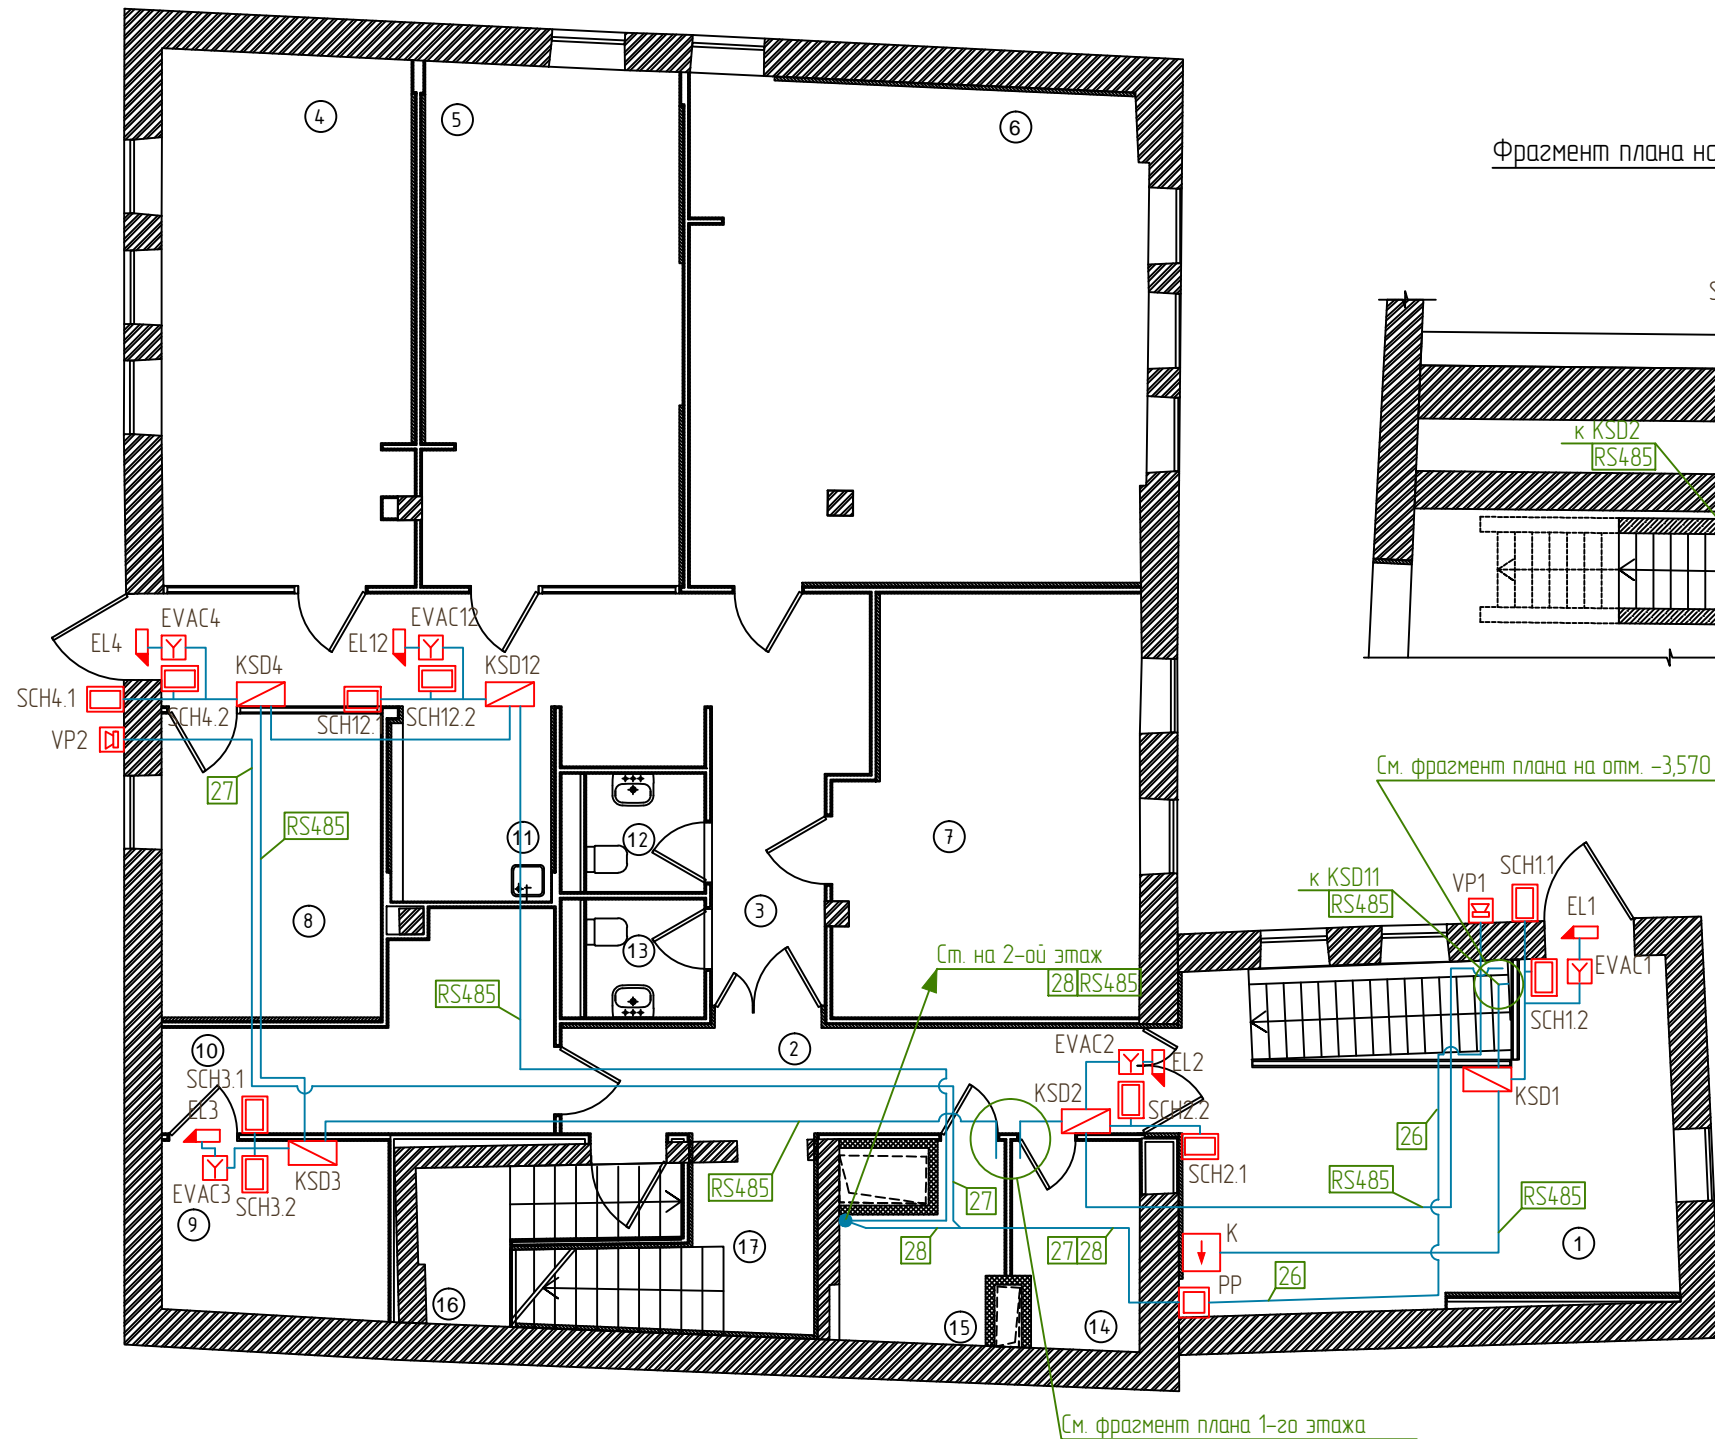 4
5
6
Фрагмент плана на
S
к KSD2
RS485
EVAC4
EL4
EVAC12
EL12
KSD4
KSD12
SCH4.1
SCH4.2
SCH12.1
SCH12.2
VP2
27
RS485
См. фрагмент плана на отм. -3,570
11
12
7
SCH1.1
VP1
к KSD11
RS485
EL1
8
3
13
Ст. на 2-ой этаж
28 RS485
EVAC1
RS485
SCH1.2
10
2
EVAC2
EL2
SCH3.1
EL3
KSD2
SCH2.2
KSD1
26
SCH2.1
EVAC3
SCH3.2
KSD3
RS485
27
RS485
RS485
9
17
28
27 28
K
1
PP
26
16
15
14
См. фрагмент плана 1-го этажа